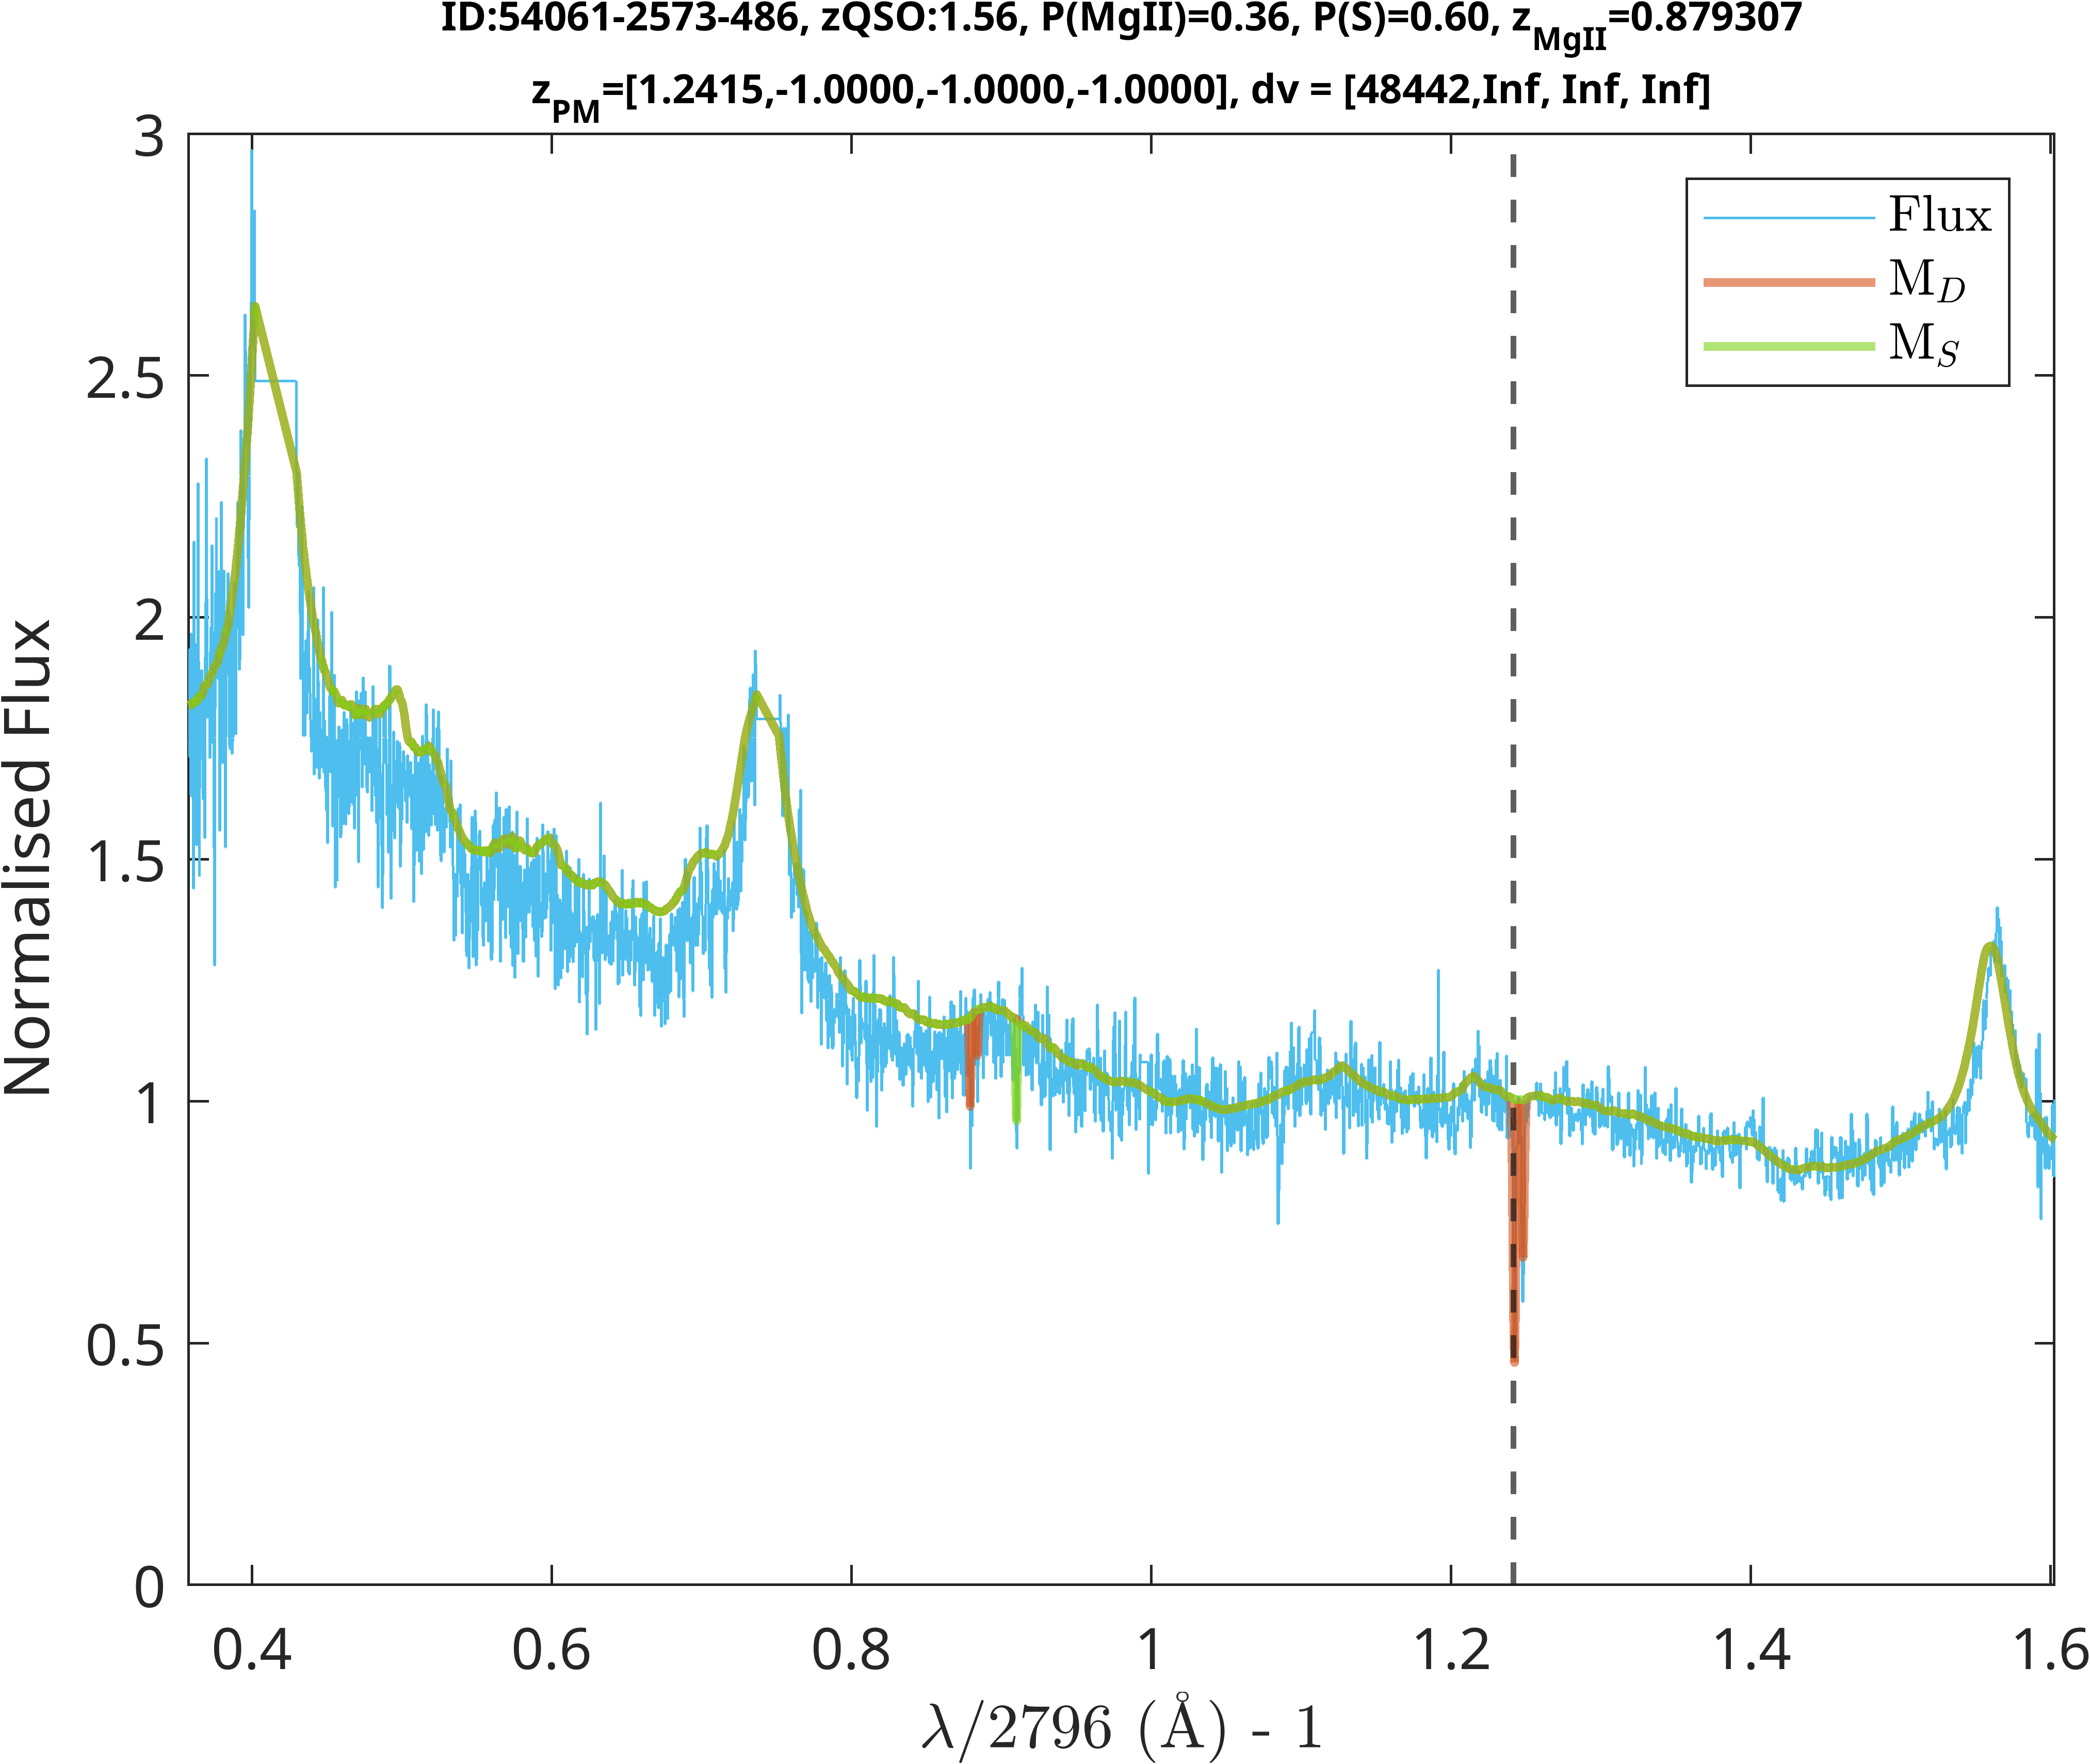 ID:54061-2573-486, zQSO:1.56, P(MgII)=0.36, P(S)=0.60, zMgII=0.879307
zPM=[1.2415,-1.0000,-1.0000,-1.0000], dv = [48442,Inf, Inf, Inf]
3
2.5
2
1.5
1
0.5
0
Normalised Flux
Flux
MD
MS
0.4 0.6 0.8 1 1.2 1.4 1.6
λ/2796 (Å) - 1